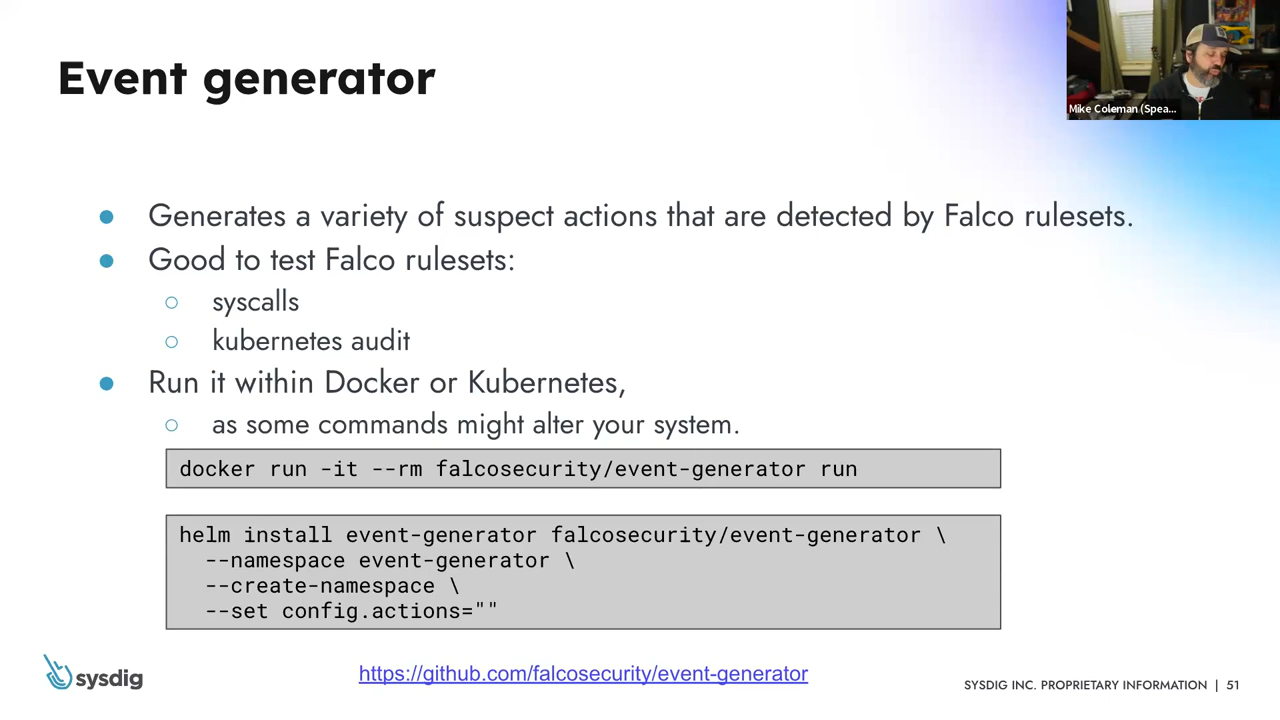 Event generator
Mike Coleman (Spea...
● Generates a variety of suspect actions that are detected by Falco rulesets.
● Good to test Falco rulesets:
○ syscalls
○ kubernetes audit
● Run it within Docker or Kubernetes,
○ as some commands might alter your system.
docker run -it --rm falcosecurity/event-generator run
helm install event-generator falcosecurity/event-generator \
--namespace event-generator \
--create-namespace \
--set config.actions=""
sysdig
https://github.com/falcosecurity/event-generator
SYSDIG INC. PROPRIETARY INFORMATION | 51